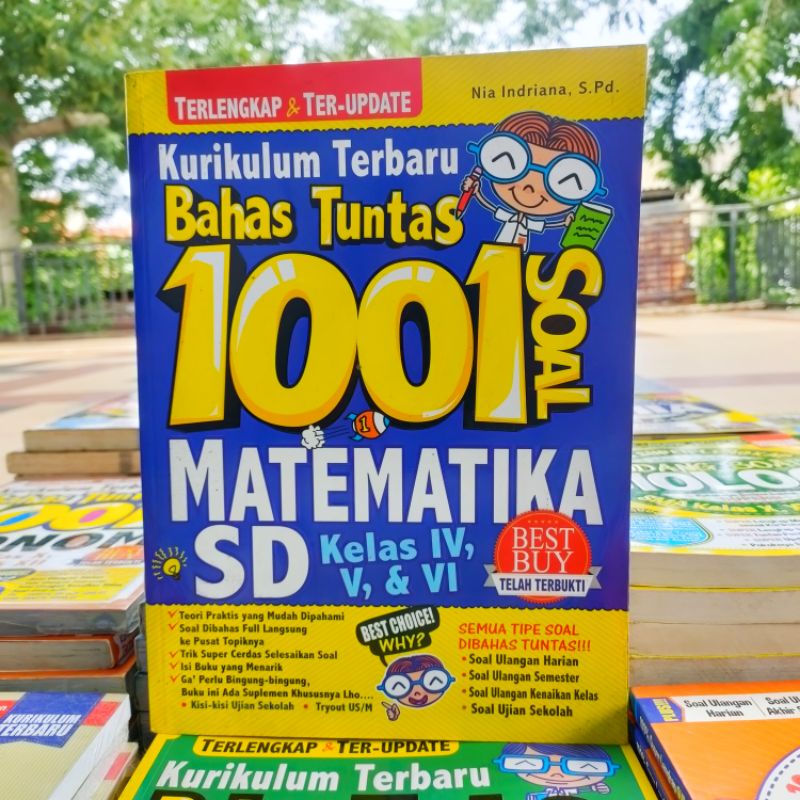 TERLENGKAP & TER-UPDATE
Nia Indriana, S.Pd.
Kurikulum Terbaru
Bahas Tuntas
1001 SOAL
1
MATEMATIKA
SD Kelas IV,
V, & VI
BEST
BUY
TELAH TERBUKTI
Teori Praktis yang Mudah Dipahami
Soal Dibahas Full Langsung
ke Pusat Topiknya
Trik Super Cerdas Selesaikan Soal
Isi Buku yang Menarik
Ga' Perlu Bingung-bingung,
Buku ini Ada Suplemen Khususnya Lho....
• Kisi-kisi Ujian Sekolah • Tryout US/M
BEST CHOICE!
WHY?
SEMUA TIPE SOAL
DIBAHAS TUNTAS!!!
• Soal Ulangan Harian
• Soal Ulangan Semester
• Soal Ulangan Kenaikan Kelas
• Soal Ujian Sekolah
TERLENGKAP & TER-UPDATE
Kurikulum Terbaru
KURIKULUM
TERBARU
Soal Ulangan
Harian